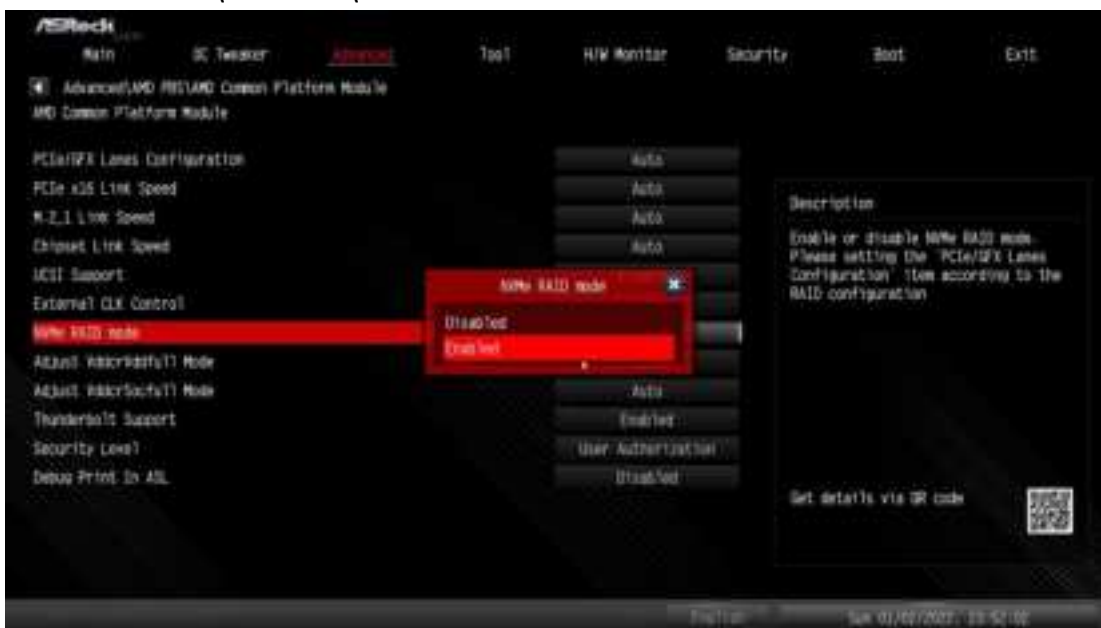 ASRock
Main OC Tweaker Advanced Tool H/W Monitor Security Boot Exit
Advanced\AMD PBS\AMD Common Platform Module
AMD Common Platform Module
PCIe/GFX Lanes Configuration Auto
PCIe x16 Link Speed Auto
M.2_1 Link Speed Auto
Chipset Link Speed Auto
UCSI Support
External CLK Control
NVMe RAID mode
Adjust VddcrVddfull Mode
Adjust VddcrSocfull Mode Auto
Thunderbolt Support Enabled
Security Level User Authorization
Debug Print In ASL Disabled
NVMe RAID mode
Disabled
Enabled
Description
Enable or disable NVMe RAID mode.
Please setting the 'PCIe/GFX Lanes
Configuration' item according to the
RAID configuration
Get details via QR code
English